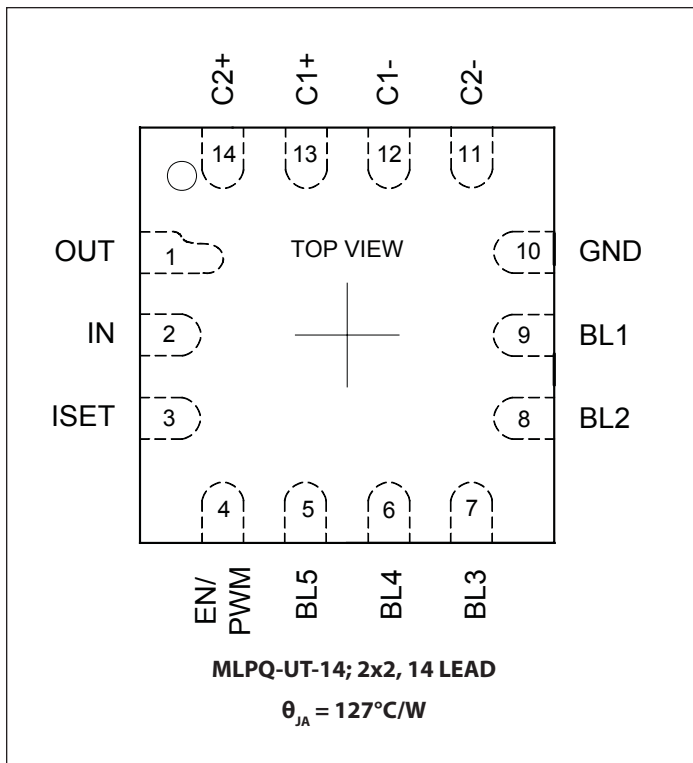 C2+ C1+ C1- C2-
14 13 12 11
OUT 1 TOP VIEW 10 GND
IN 2 9 BL1
ISET 3 8 BL2
4 5 6 7
EN/
PWM BL5 BL4 BL3
MLPQ-UT-14; 2x2, 14 LEAD
θJA = 127°C/W